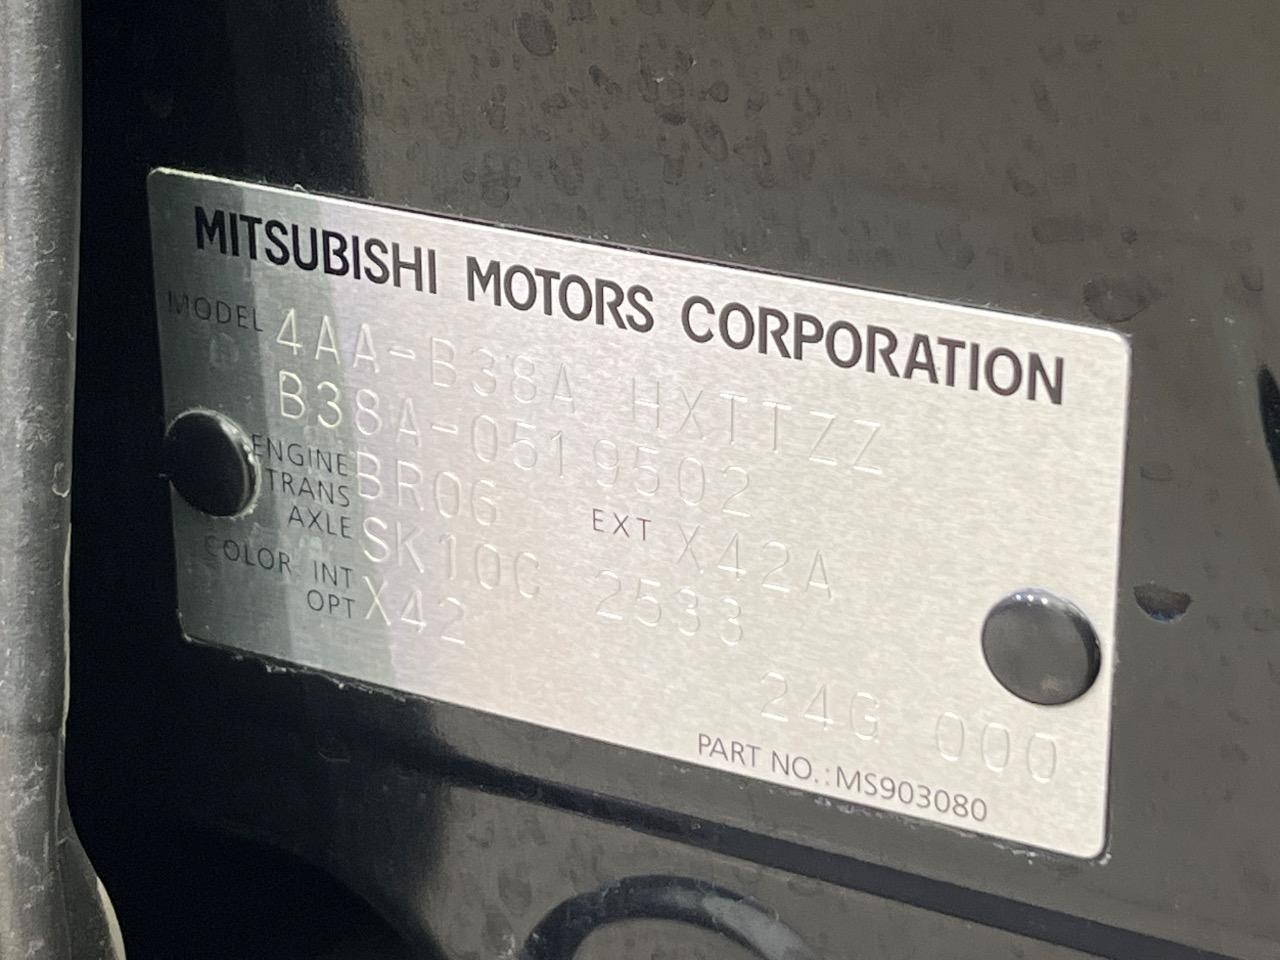 MITSUBISHI MOTORS CORPORATION
MODEL 4AA-B38A HXTTZZ
B38A-0519502
ENGINE BR06 EXT X42A
TRANS AXLE SK10C 2533
COLOR INT OPT X42
24G 000
PART NO.:MS903080